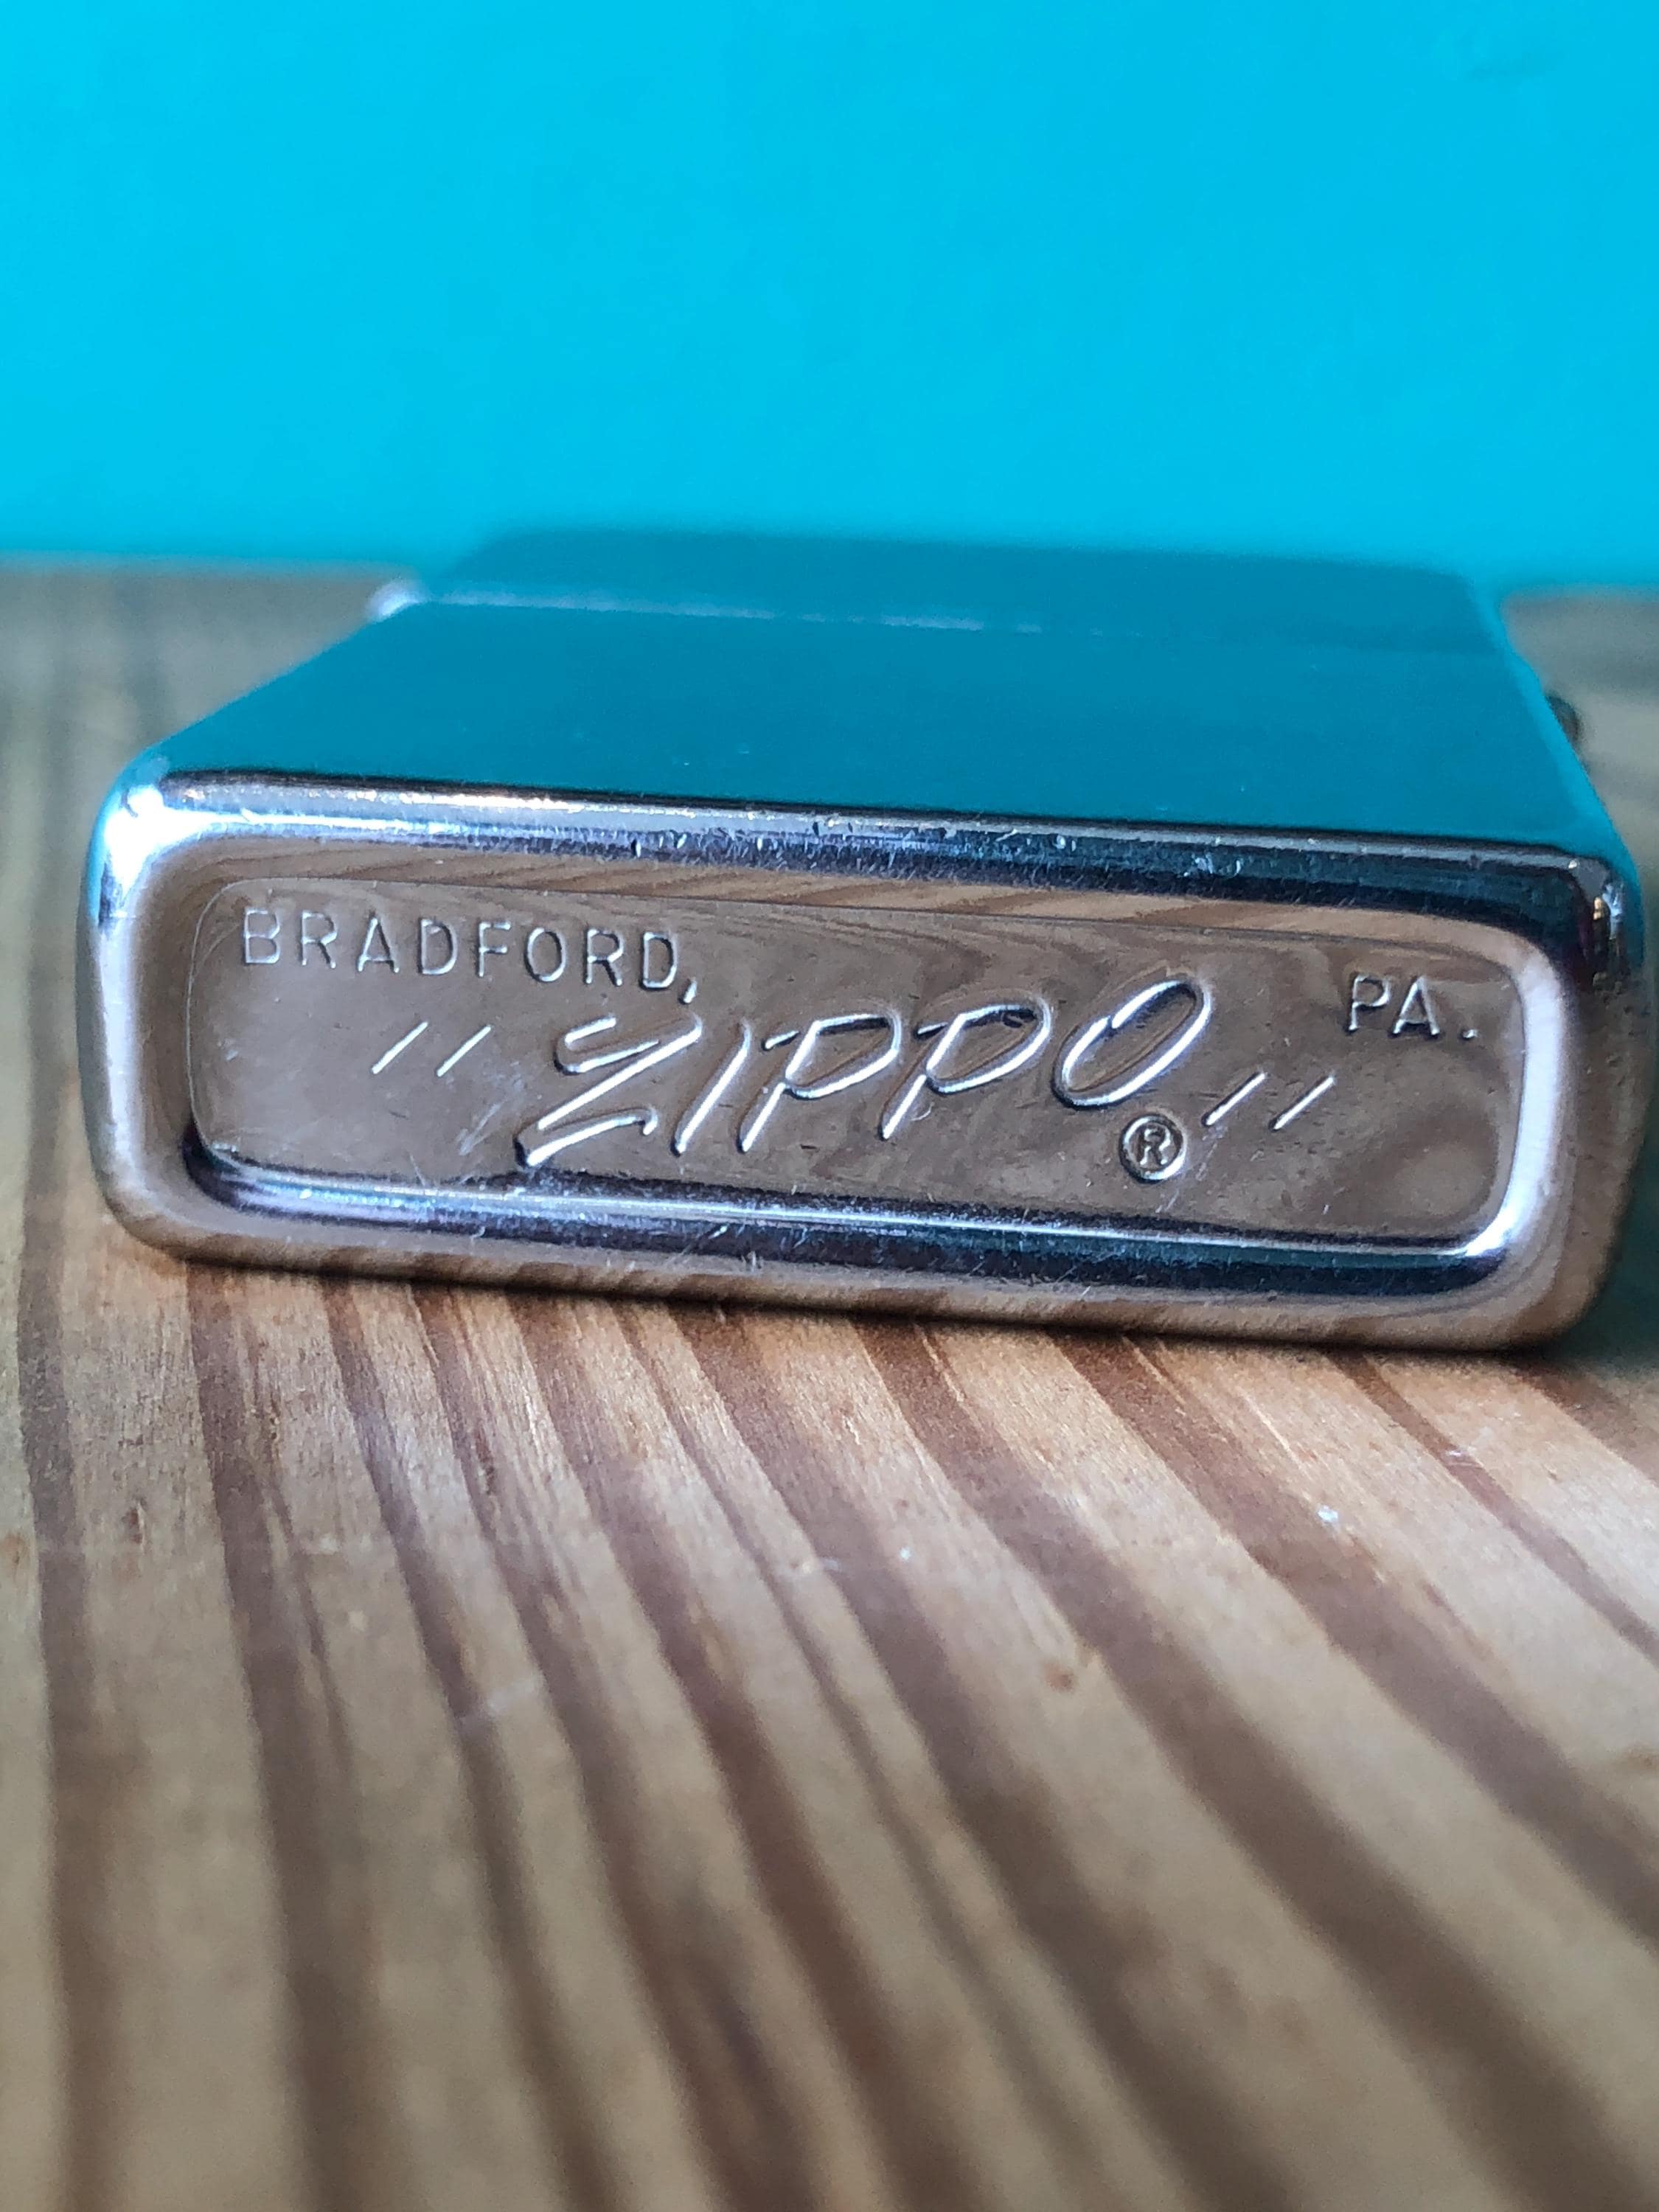 BRADFORD, PA.
// ZIPPO ® //